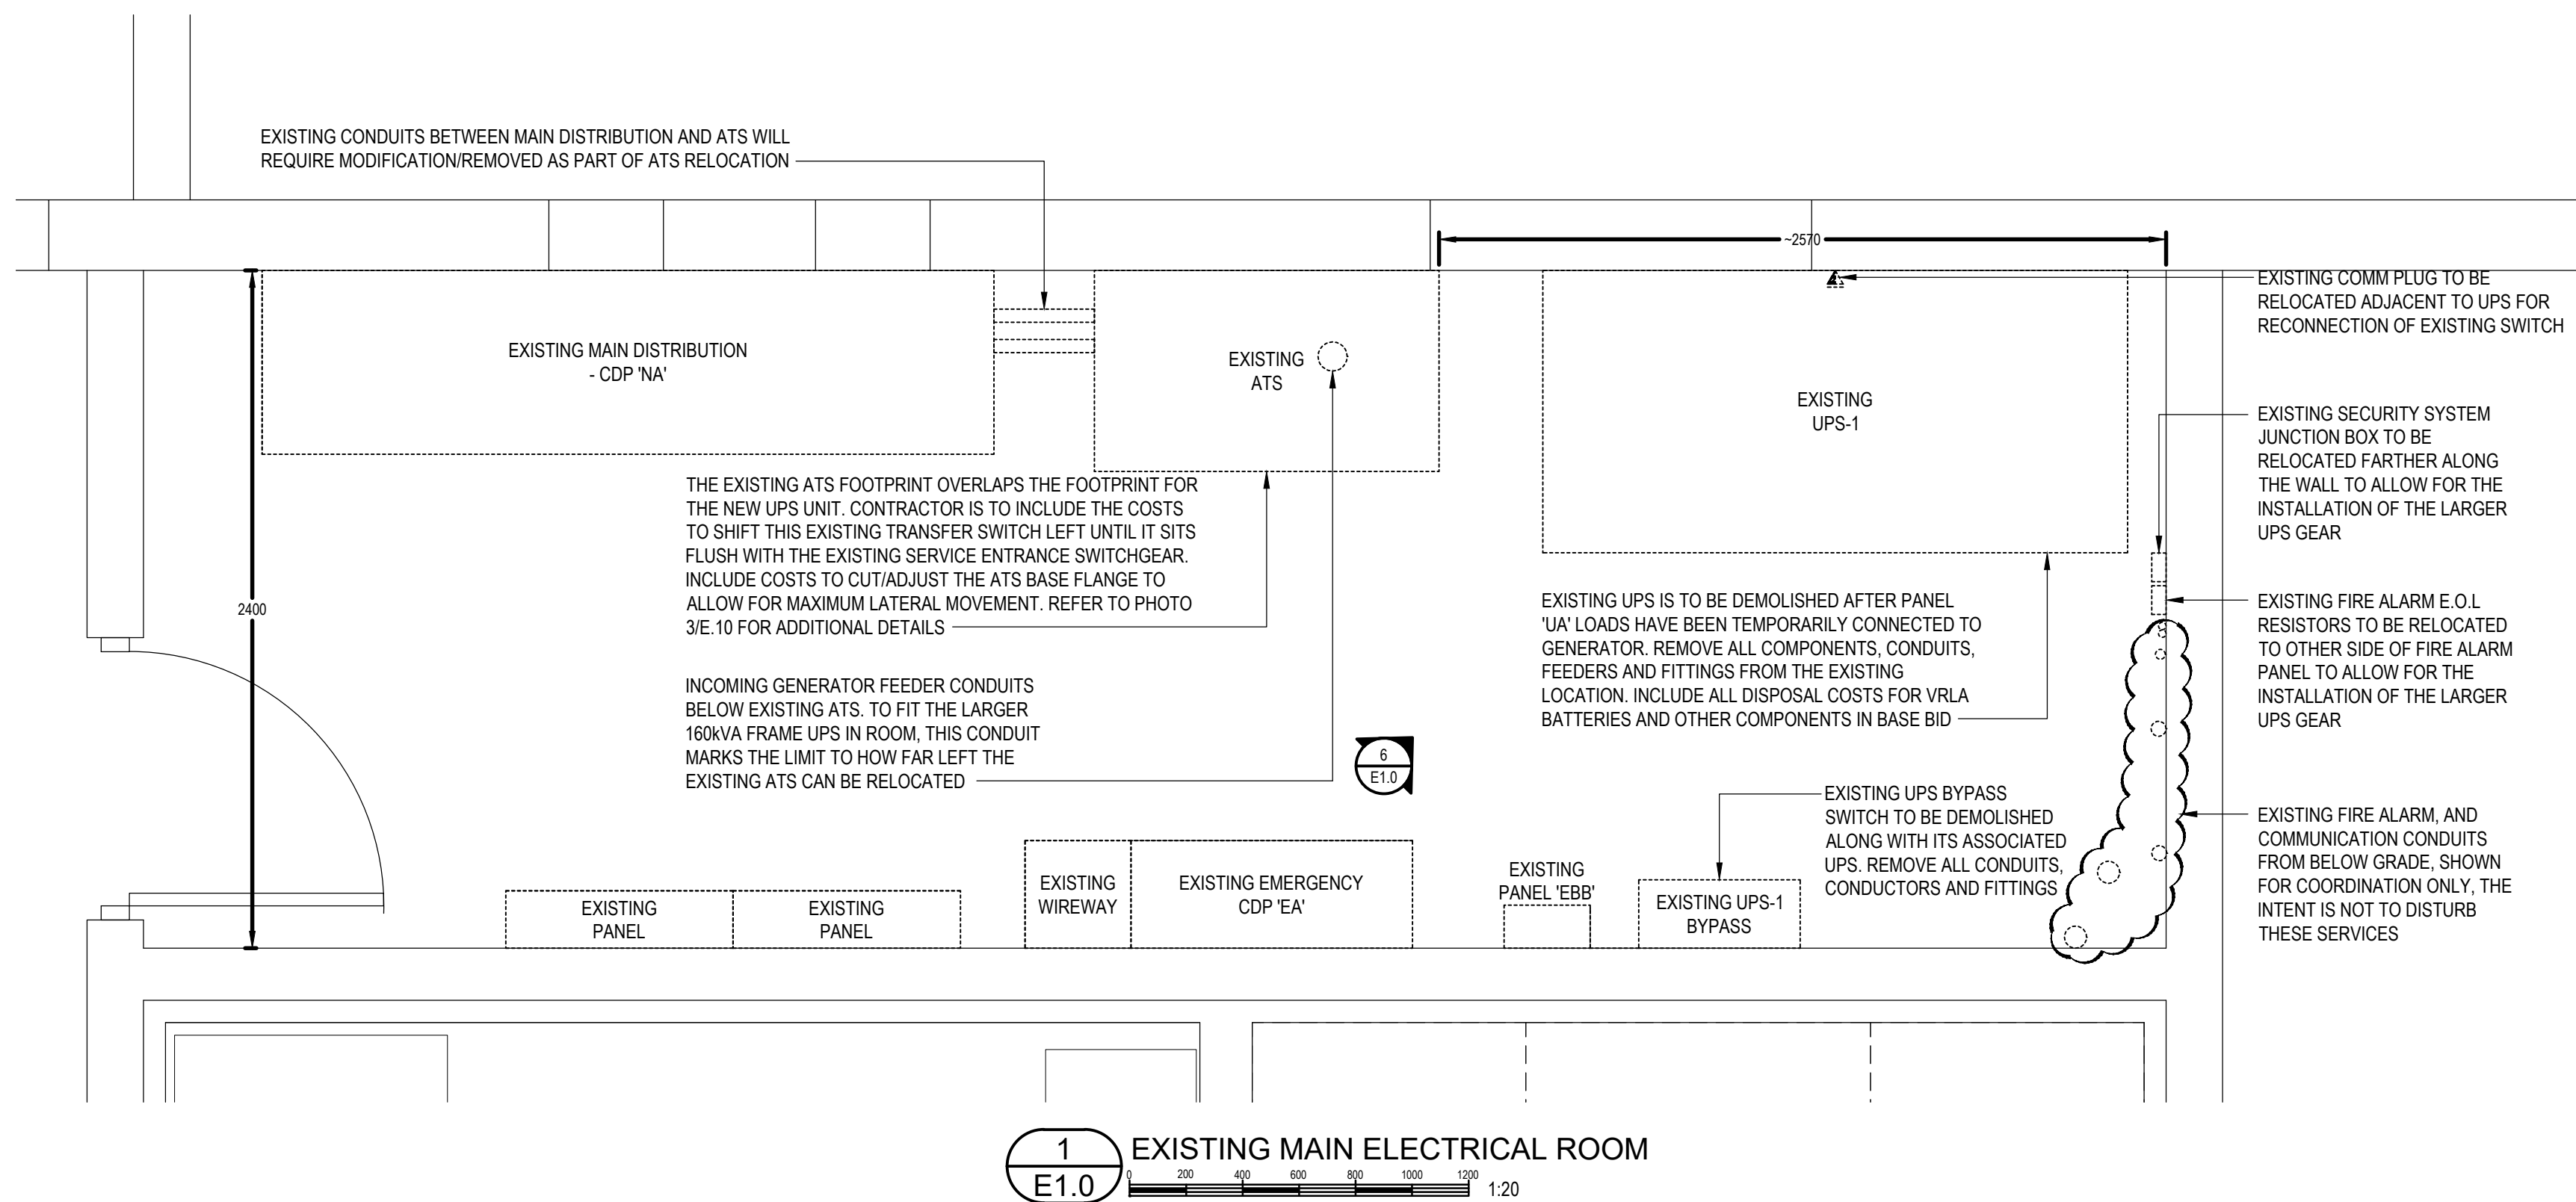 EXISTING CONDUITS BETWEEN MAIN DISTRIBUTION AND ATS WILL
REQUIRE MODIFICATION/REMOVED AS PART OF ATS RELOCATION
~2570
EXISTING COMM PLUG TO BE
RELOCATED ADJACENT TO UPS FOR
RECONNECTION OF EXISTING SWITCH
EXISTING MAIN DISTRIBUTION
- CDP 'NA'
EXISTING
ATS
EXISTING
UPS-1
EXISTING SECURITY SYSTEM
JUNCTION BOX TO BE
RELOCATED FARTHER ALONG
THE WALL TO ALLOW FOR THE
INSTALLATION OF THE LARGER
UPS GEAR
THE EXISTING ATS FOOTPRINT OVERLAPS THE FOOTPRINT FOR
THE NEW UPS UNIT. CONTRACTOR IS TO INCLUDE THE COSTS
TO SHIFT THIS EXISTING TRANSFER SWITCH LEFT UNTIL IT SITS
FLUSH WITH THE EXISTING SERVICE ENTRANCE SWITCHGEAR.
INCLUDE COSTS TO CUT/ADJUST THE ATS BASE FLANGE TO
ALLOW FOR MAXIMUM LATERAL MOVEMENT. REFER TO PHOTO
3/E.10 FOR ADDITIONAL DETAILS
2400
EXISTING UPS IS TO BE DEMOLISHED AFTER PANEL
'UA' LOADS HAVE BEEN TEMPORARILY CONNECTED TO
GENERATOR. REMOVE ALL COMPONENTS, CONDUITS,
FEEDERS AND FITTINGS FROM THE EXISTING
LOCATION. INCLUDE ALL DISPOSAL COSTS FOR VRLA
BATTERIES AND OTHER COMPONENTS IN BASE BID
EXISTING FIRE ALARM E.O.L
RESISTORS TO BE RELOCATED
TO OTHER SIDE OF FIRE ALARM
PANEL TO ALLOW FOR THE
INSTALLATION OF THE LARGER
UPS GEAR
INCOMING GENERATOR FEEDER CONDUITS
BELOW EXISTING ATS. TO FIT THE LARGER
160kVA FRAME UPS IN ROOM, THIS CONDUIT
MARKS THE LIMIT TO HOW FAR LEFT THE
EXISTING ATS CAN BE RELOCATED
6
E1.0
EXISTING UPS BYPASS
SWITCH TO BE DEMOLISHED
ALONG WITH ITS ASSOCIATED
UPS. REMOVE ALL CONDUITS,
CONDUCTORS AND FITTINGS
EXISTING FIRE ALARM, AND
COMMUNICATION CONDUITS
FROM BELOW GRADE, SHOWN
FOR COORDINATION ONLY, THE
INTENT IS NOT TO DISTURB
THESE SERVICES
EXISTING
PANEL
EXISTING
PANEL
EXISTING
WIREWAY
EXISTING EMERGENCY
CDP 'EA'
EXISTING
PANEL 'EBB'
EXISTING UPS-1
BYPASS
1
E1.0
EXISTING MAIN ELECTRICAL ROOM
0 200 400 600 800 1000 1200
1:20